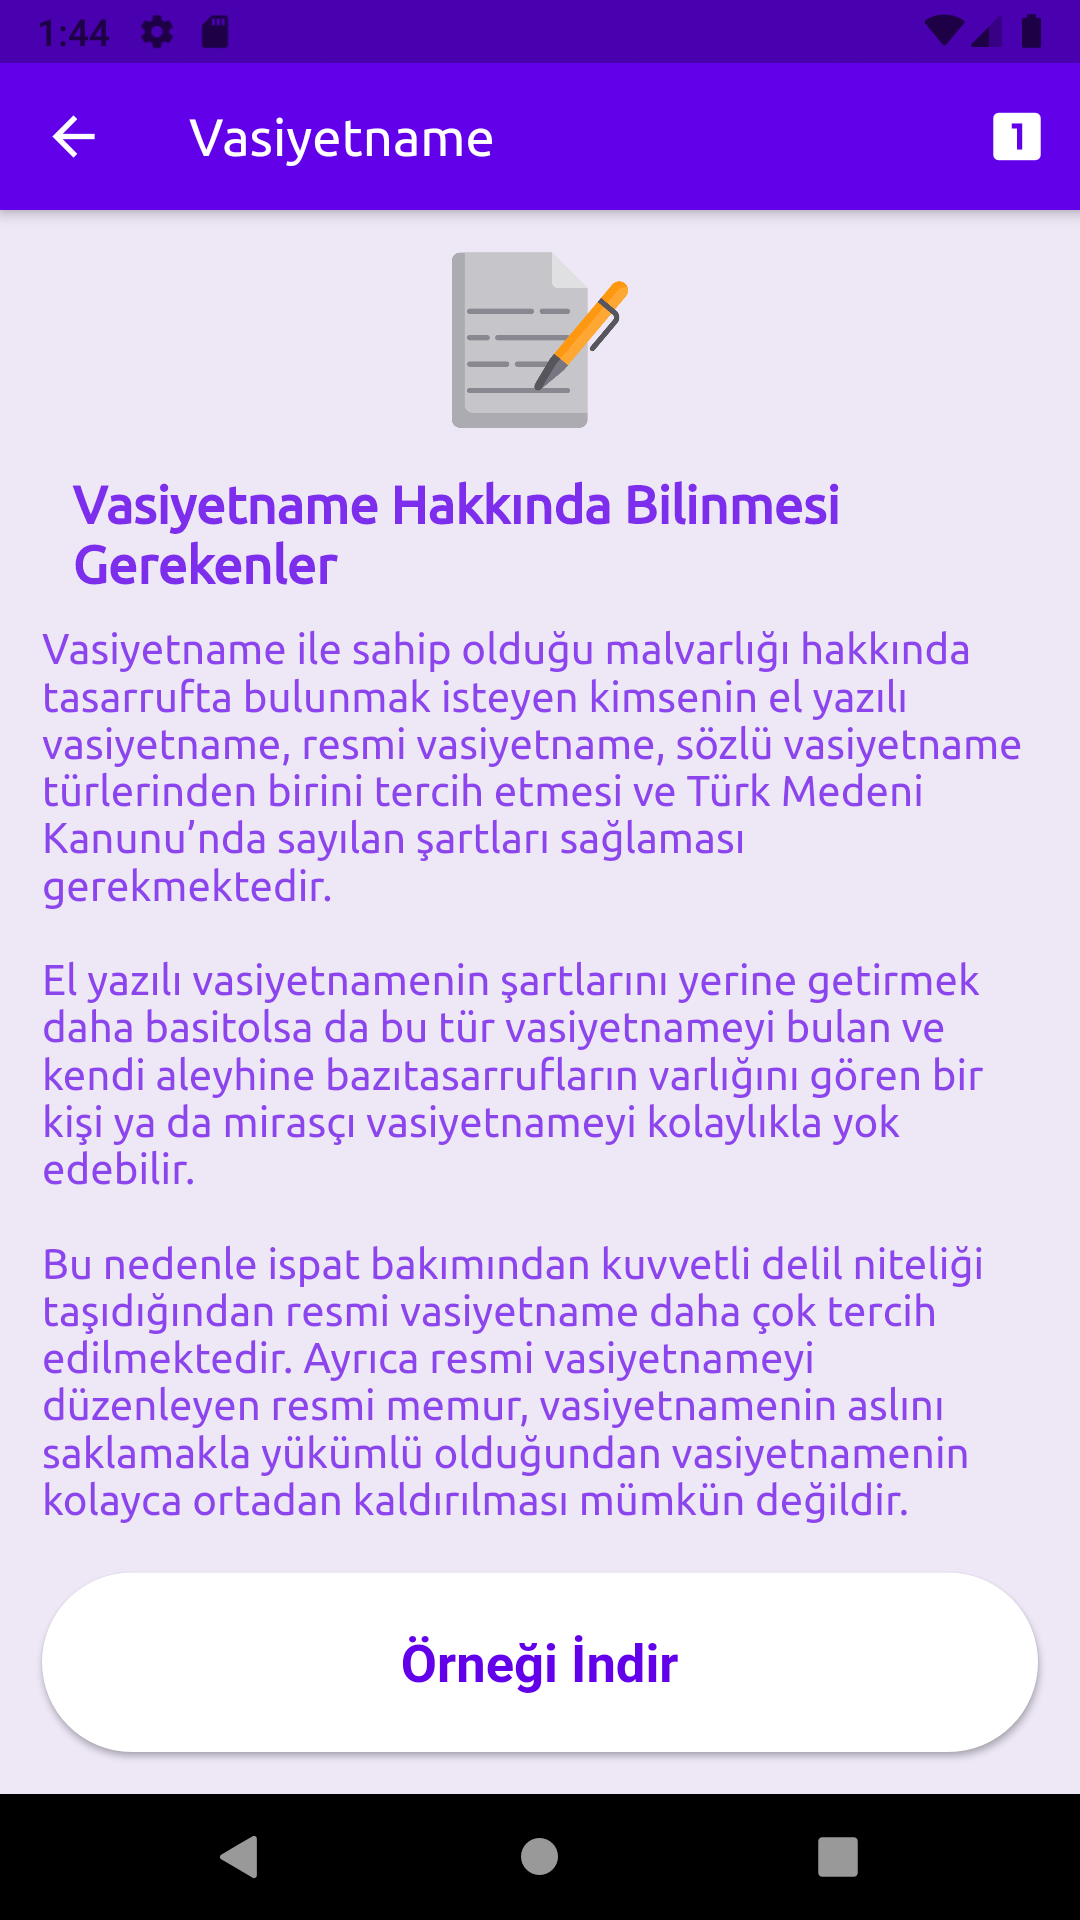 1:44
Vasiyetname
1
Vasiyetname Hakkında Bilinmesi
Gerekenler
Vasiyetname ile sahip olduğu malvarlığı hakkında
tasarrufta bulunmak isteyen kimsenin el yazılı
vasiyetname, resmi vasiyetname, sözlü vasiyetname
türlerinden birini tercih etmesi ve Türk Medeni
Kanunu’nda sayılan şartları sağlaması
gerekmektedir.
El yazılı vasiyetnamenin şartlarını yerine getirmek
daha basitolsa da bu tür vasiyetnameyi bulan ve
kendi aleyhine bazıtasarrufların varlığını gören bir
kişi ya da mirasçı vasiyetnameyi kolaylıkla yok
edebilir.
Bu nedenle ispat bakımından kuvvetli delil niteliği
taşıdığından resmi vasiyetname daha çok tercih
edilmektedir. Ayrıca resmi vasiyetnameyi
düzenleyen resmi memur, vasiyetnamenin aslını
saklamakla yükümlü olduğundan vasiyetnamenin
kolayca ortadan kaldırılması mümkün değildir.
Örneği İndir